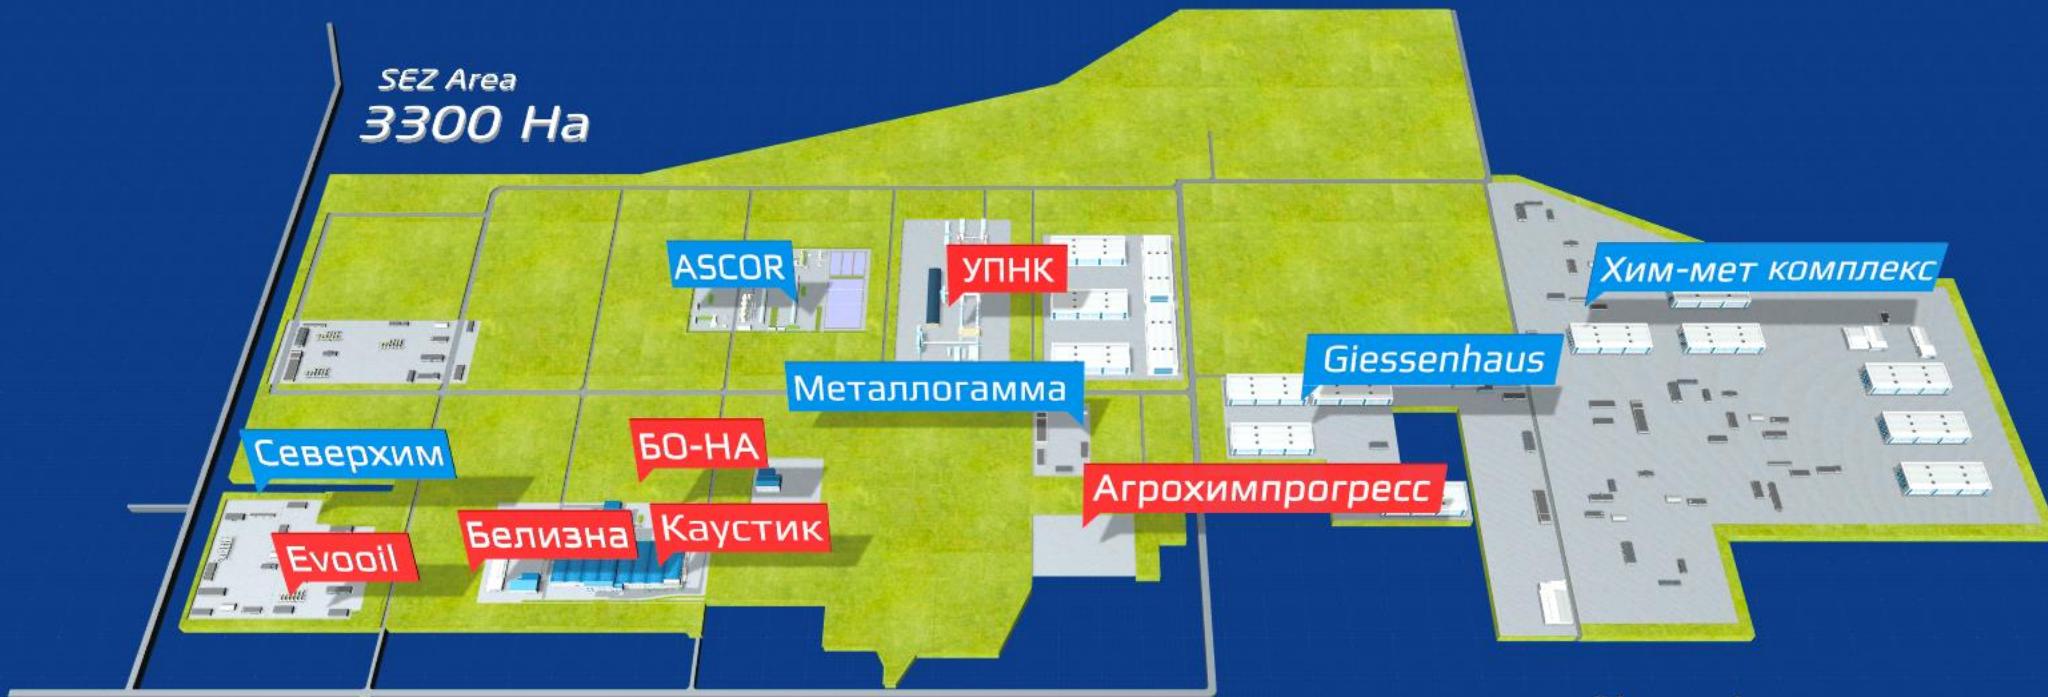 SEZ Area
3300 Ha
ASCOR
УПНК
Хим-мет комплекс
Giessenhaus
Металлогамма
Северхим
БО-НА
Агрохимпрогресс
Белизна
Каустик
Evooil